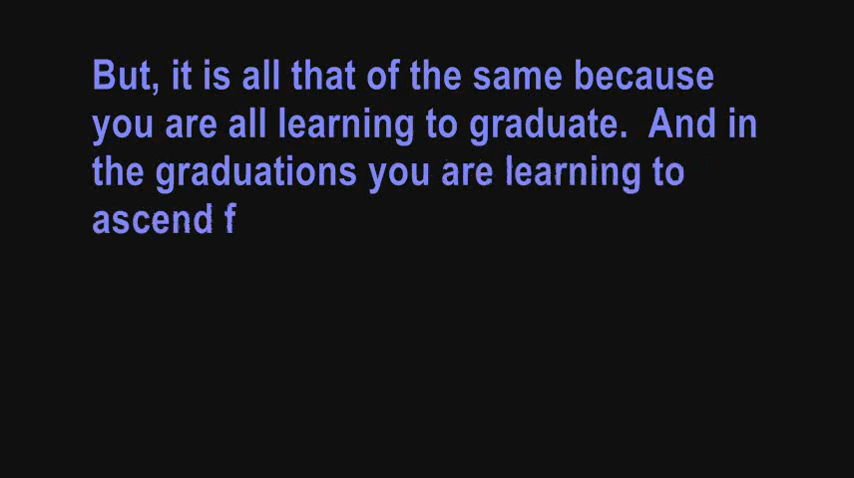 But, it is all that of the same because
you are all learning to graduate.  And in
the graduations you are learning to
ascend f